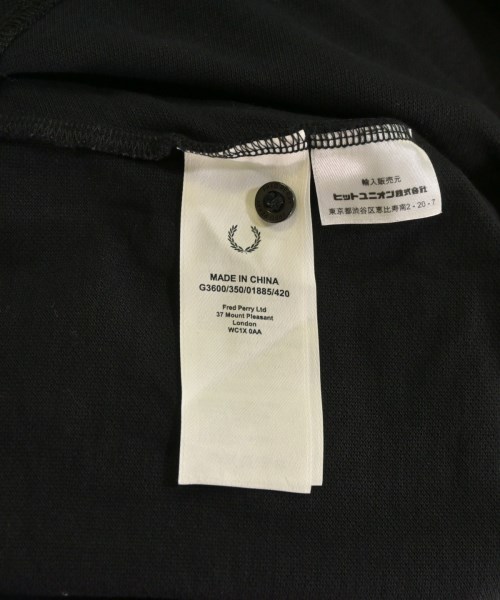 MADE IN CHINA
G3600/350/01885/420
Fred Perry Ltd
37 Mount Pleasant
London
WC1X 0AA
輸入販売元
ヒットユニオン株式会社
東京都渋谷区恵比寿南2-20-7